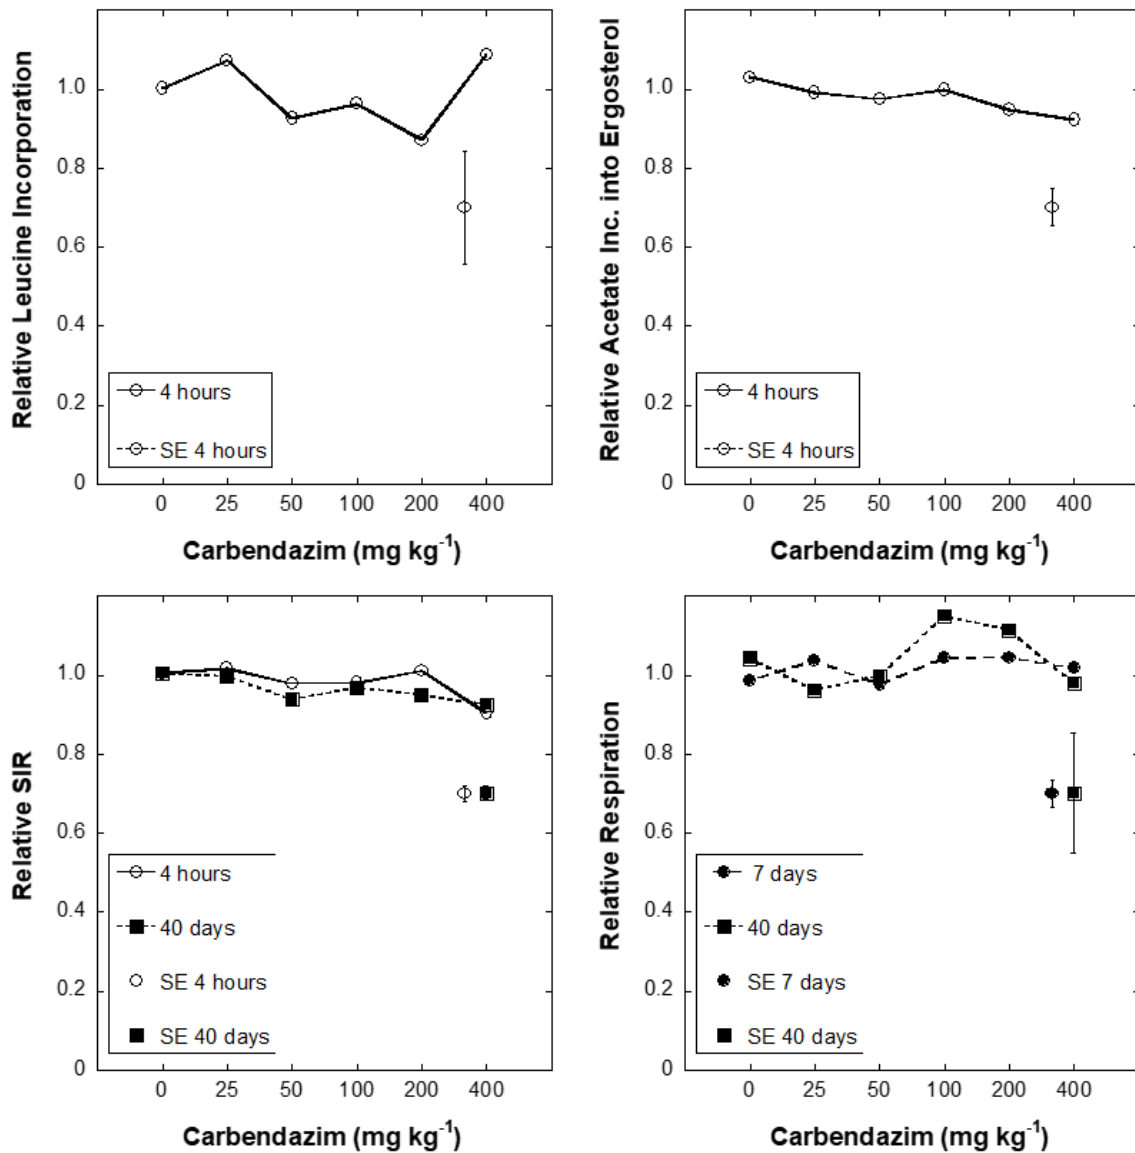 Relative Leucine Incorporation
1.0
0.8
0.6
0.4
0.2
0
4 hours
SE 4 hours
0 25 50 100 200 400
Carbendazim (mg kg⁻¹)
Relative Acetate Inc. into Ergosterol
1.0
0.8
0.6
0.4
0.2
0
4 hours
SE 4 hours
0 25 50 100 200 400
Carbendazim (mg kg⁻¹)
Relative SIR
1.0
0.8
0.6
0.4
0.2
0
4 hours
40 days
SE 4 hours
SE 40 days
0 25 50 100 200 400
Carbendazim (mg kg⁻¹)
Relative Respiration
1.0
0.8
0.6
0.4
0.2
0
7 days
40 days
SE 7 days
SE 40 days
0 25 50 100 200 400
Carbendazim (mg kg⁻¹)